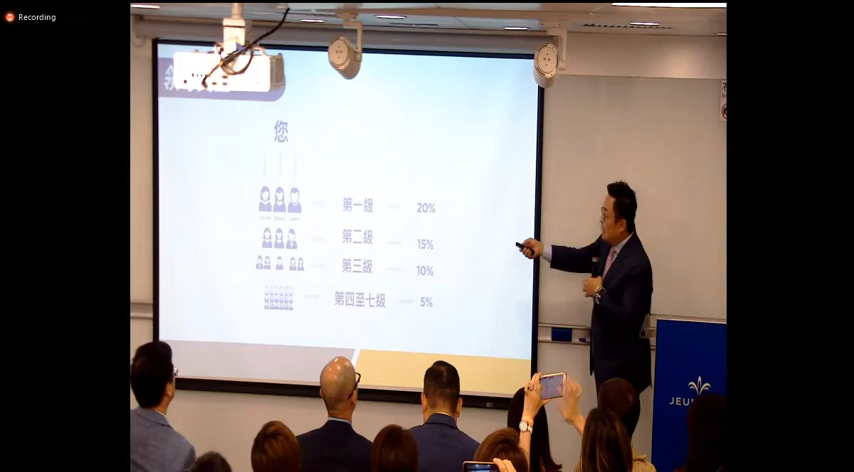 Recording
您
第一級 20%
第二級 15%
第三級 10%
第四至七級 5%